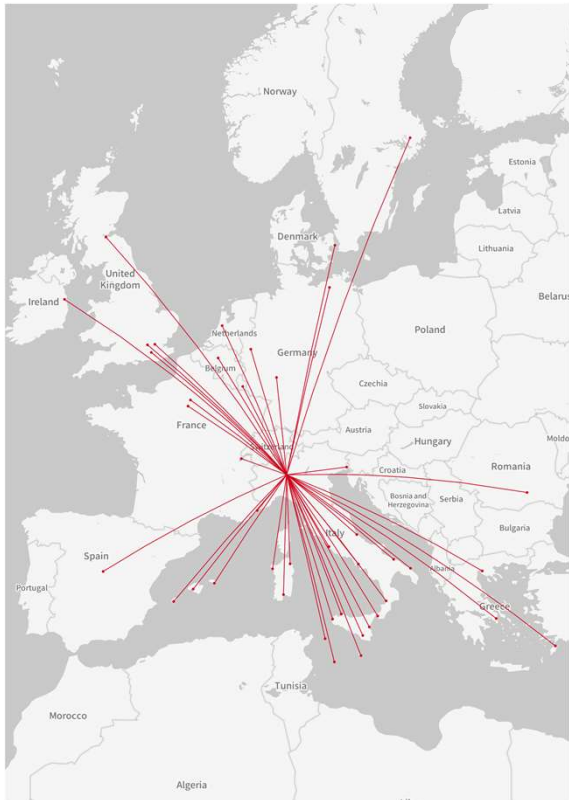 Norway
Estonia
Latvia
Denmark
Lithuania
United
Kingdom
Ireland
Belarus
Netherlands
Poland
Germany
Belgium
Czechia
Slovakia
France
Austria
Switzerland
Hungary
Moldo
Croatia
Romania
Bosnia and
Herzegovina
Serbia
Italy
Bulgaria
Spain
Albania
Portugal
Greece
Tunisia
Morocco
Algeria